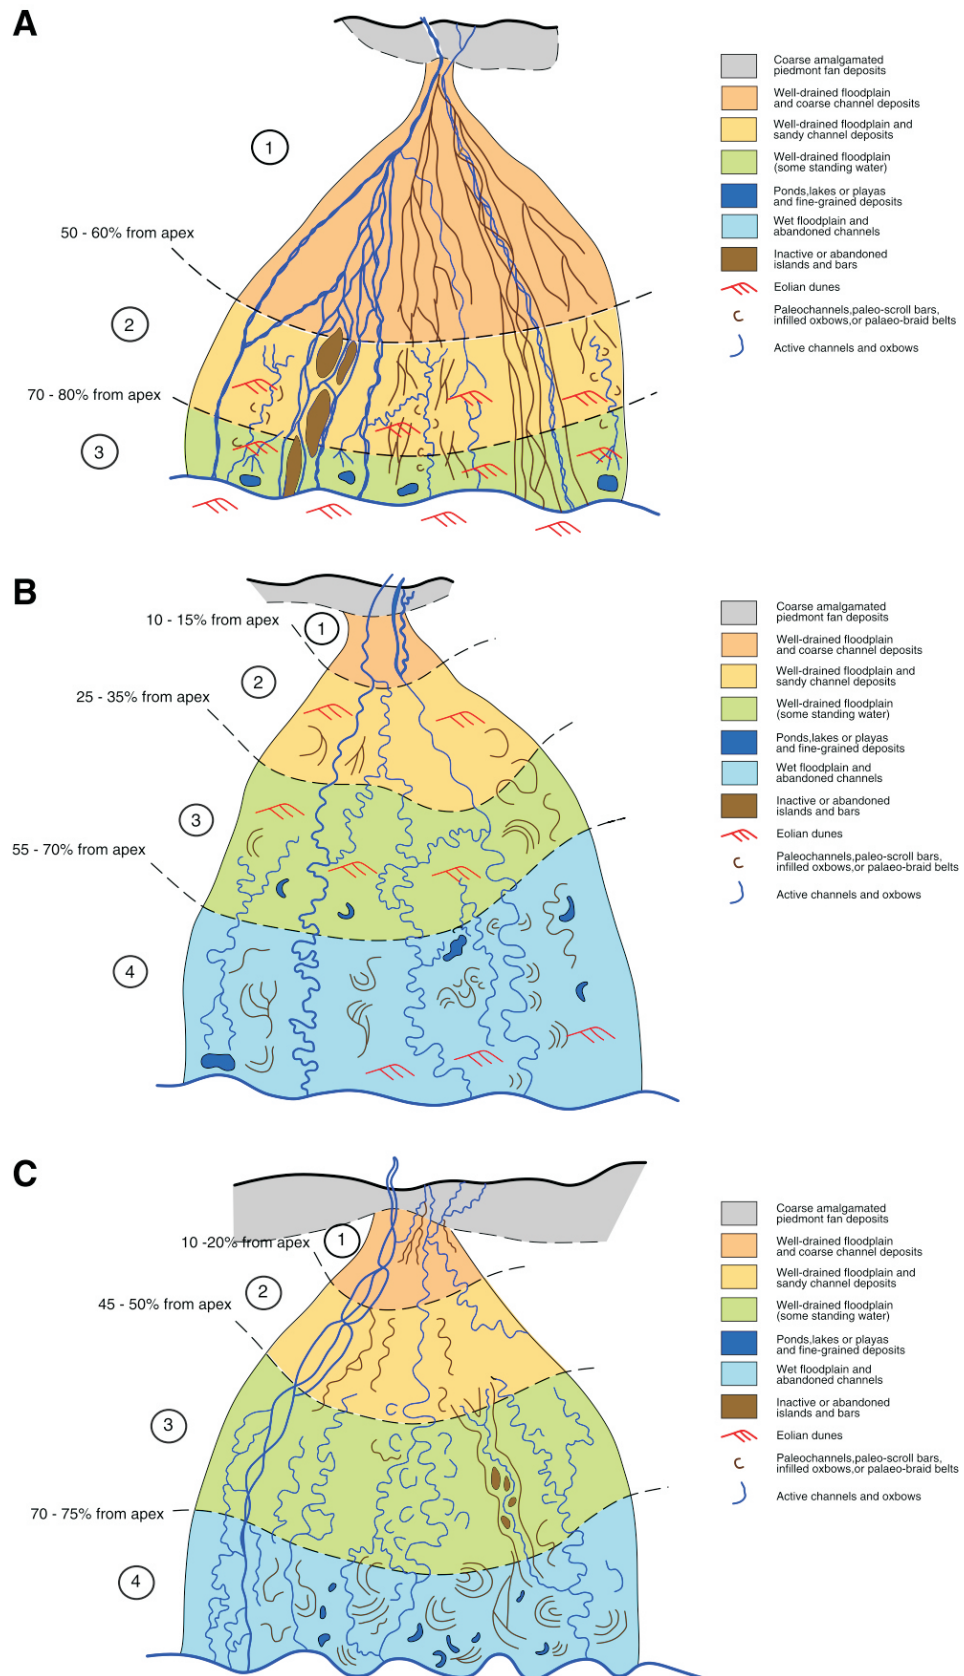 A
Coarse amalgamated
piedmont fan deposits
Well-drained floodplain
and coarse channel deposits
Well-drained floodplain and
sandy channel deposits
1
Well-drained floodplain
(some standing water)
Ponds,lakes or playas
and fine-grained deposits
50 - 60% from apex
Wet floodplain and
abandoned channels
Inactive or abandoned
islands and bars
Eolian dunes
2
Paleochannels,paleo-scroll bars,
infilled oxbows,or palaeo-braid belts
Active channels and oxbows
70 - 80% from apex
3
B
Coarse amalgamated
piedmont fan deposits
10 - 15% from apex
1
Well-drained floodplain
and coarse channel deposits
2
Well-drained floodplain and
sandy channel deposits
25 - 35% from apex
Well-drained floodplain
(some standing water)
Ponds,lakes or playas
and fine-grained deposits
Wet floodplain and
abandoned channels
3
Inactive or abandoned
islands and bars
Eolian dunes
55 - 70% from apex
Paleochannels,paleo-scroll bars,
infilled oxbows,or palaeo-braid belts
Active channels and oxbows
4
C
Coarse amalgamated
piedmont fan deposits
10 -20% from apex
1
Well-drained floodplain
and coarse channel deposits
2
Well-drained floodplain and
sandy channel deposits
45 - 50% from apex
Well-drained floodplain
(some standing water)
Ponds,lakes or playas
and fine-grained deposits
Wet floodplain and
abandoned channels
3
Inactive or abandoned
islands and bars
Eolian dunes
Paleochannels,paleo-scroll bars,
infilled oxbows,or palaeo-braid belts
Active channels and oxbows
70 - 75% from apex
4